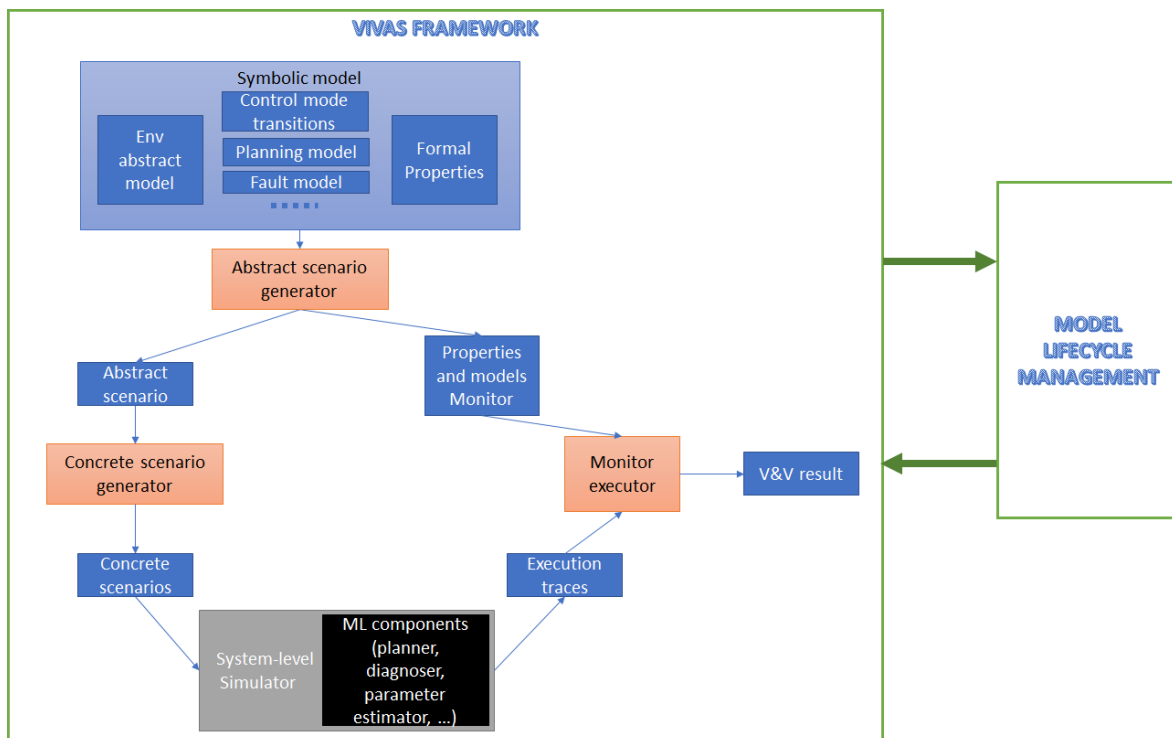 VIVAS FRAMEWORK
Symbolic model
Control mode
transitions
Env
abstract
model
Planning model
Fault model
Formal
Properties
Abstract scenario
generator
Abstract
scenario
Properties
and models
Monitor
Concrete scenario
generator
Monitor
executor
V&V result
Concrete
scenarios
Execution
traces
System-level
Simulator
ML components
(planner,
diagnoser,
parameter
estimator, ...)
MODEL
LIFECYCLE
MANAGEMENT